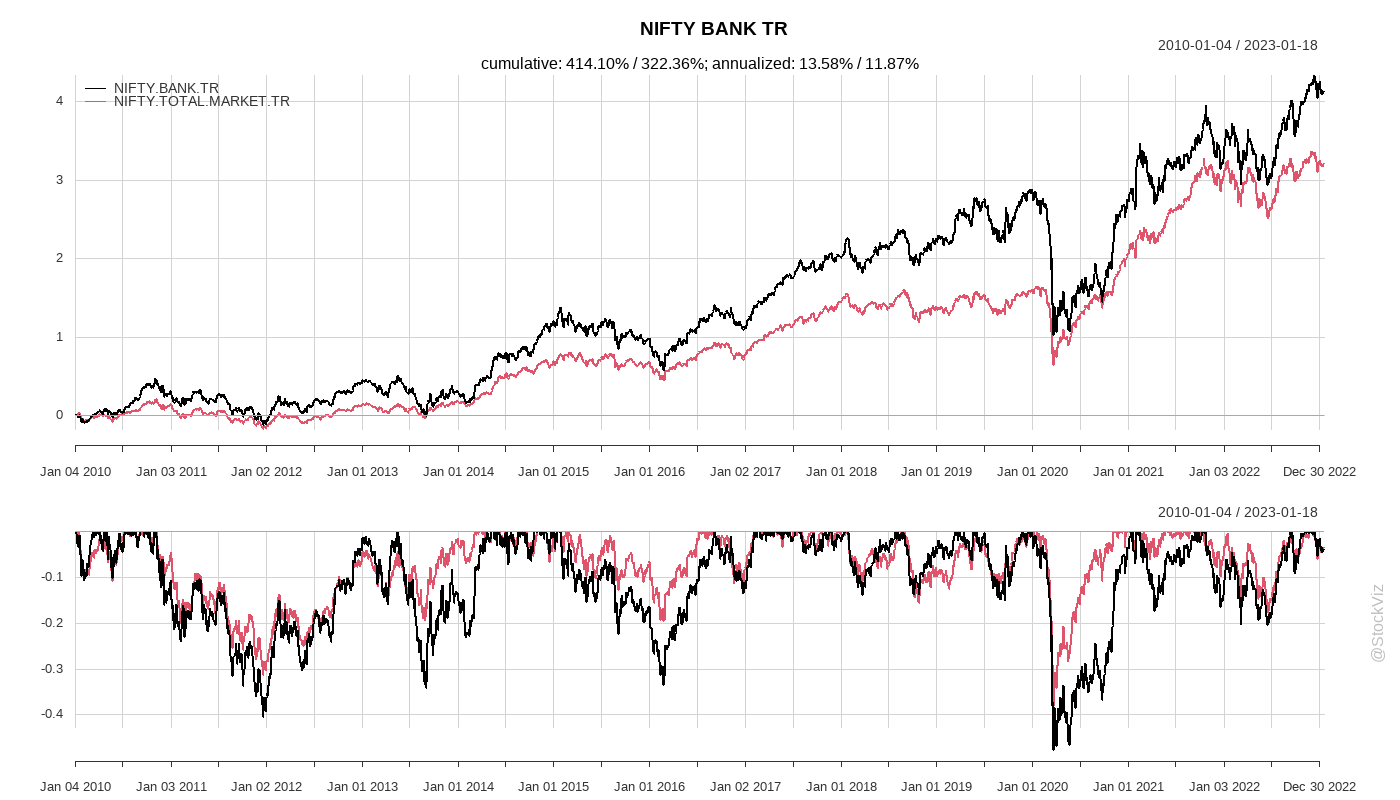 NIFTY BANK TR
2010-01-04 / 2023-01-18
cumulative: 414.10% / 322.36%; annualized: 13.58% / 11.87%
NIFTY.BANK.TR
NIFTY.TOTAL.MARKET.TR
4
3
2
1
0
Jan 04 2010 Jan 03 2011 Jan 02 2012 Jan 01 2013 Jan 01 2014 Jan 01 2015 Jan 01 2016 Jan 02 2017 Jan 01 2018 Jan 01 2019 Jan 01 2020 Jan 01 2021 Jan 03 2022 Dec 30 2022
2010-01-04 / 2023-01-18
-0.1
-0.2
-0.3
-0.4
Jan 04 2010 Jan 03 2011 Jan 02 2012 Jan 01 2013 Jan 01 2014 Jan 01 2015 Jan 01 2016 Jan 02 2017 Jan 01 2018 Jan 01 2019 Jan 01 2020 Jan 01 2021 Jan 03 2022 Dec 30 2022
@StockViz